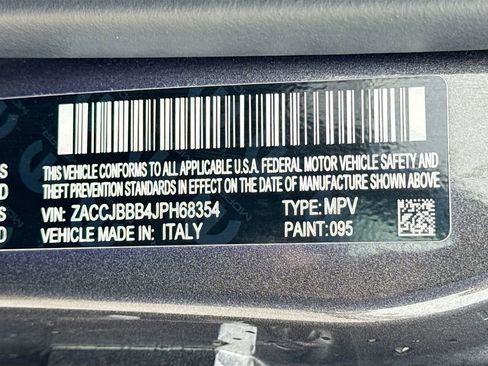 THIS VEHICLE CONFORMS TO ALL APPLICABLE U.S.A. FEDERAL MOTOR VEHICLE SAFETY AND
THEFT PREVENTION STANDARDS IN EFFECT ON THE DATE OF MANUFACTURE SHOWN ABOVE
VIN: ZACCJBBB4JPH68354 TYPE: MPV
VEHICLE MADE IN: ITALY PAINT: 095